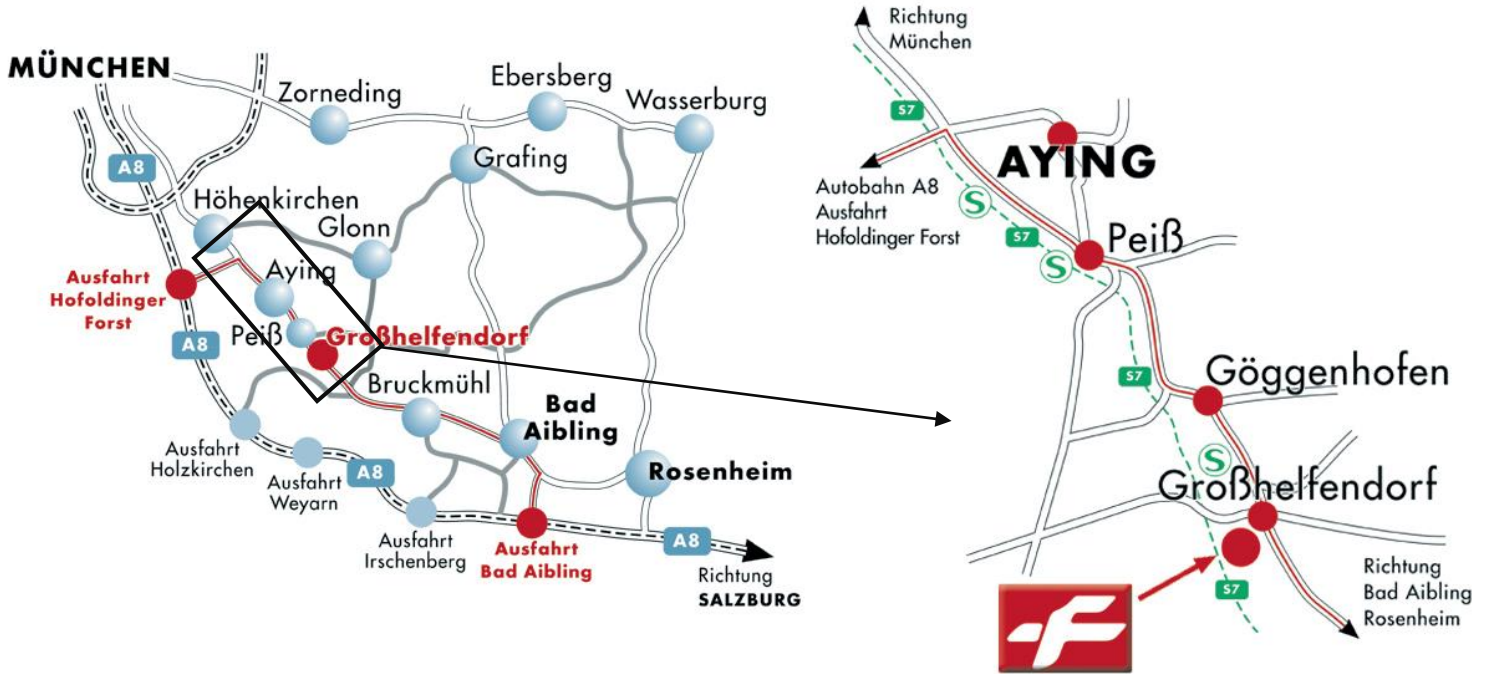 MÜNCHEN
Zorneding
Ebersberg
Wasserburg
A8
Grafing
Höhenkirchen
Glonn
Ausfahrt
Hofoldinger
Forst
Aying
A8
Peiß
Großhelfendorf
Bruckmühl
Bad
Aibling
Ausfahrt
Holzkirchen
Ausfahrt
Weyarn
A8
Rosenheim
Ausfahrt
Irschenberg
Ausfahrt
Bad Aibling
A8
Richtung
SALZBURG
Richtung
München
S7
AYING
Autobahn A8
Ausfahrt
Hofoldinger Forst
S
S7
Peiß
S
S7
Göggenhofen
S
Großhelfendorf
S7
Richtung
Bad Aibling
Rosenheim
F